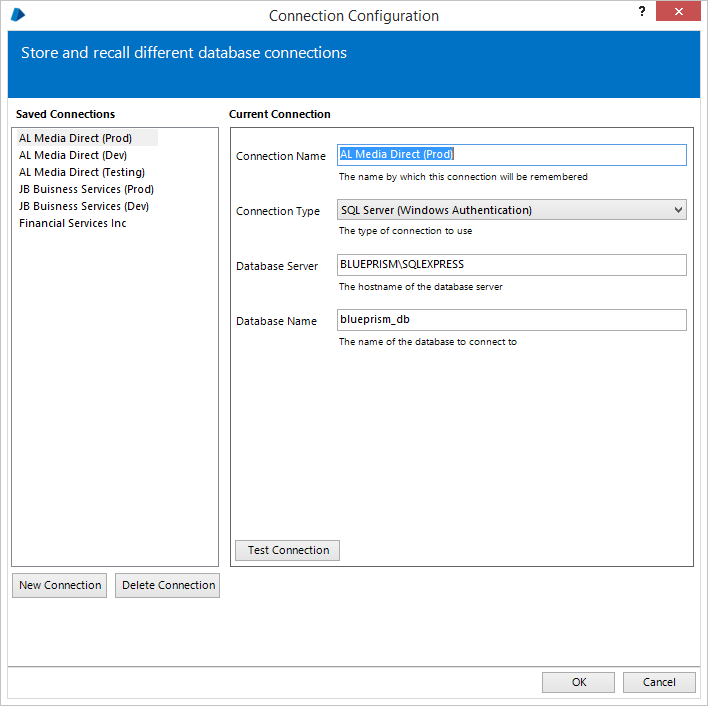 Connection Configuration
?
Store and recall different database connections
Saved Connections
AL Media Direct (Prod)
AL Media Direct (Dev)
AL Media Direct (Testing)
JB Buisness Services (Prod)
JB Buisness Services (Dev)
Financial Services Inc
New Connection
Delete Connection
Current Connection
Connection Name AL Media Direct (Prod)
The name by which this connection will be remembered
Connection Type SQL Server (Windows Authentication)
The type of connection to use
Database Server BLUEPRISM\SQLEXPRESS
The hostname of the database server
Database Name blueprism_db
The name of the database to connect to
Test Connection
OK
Cancel